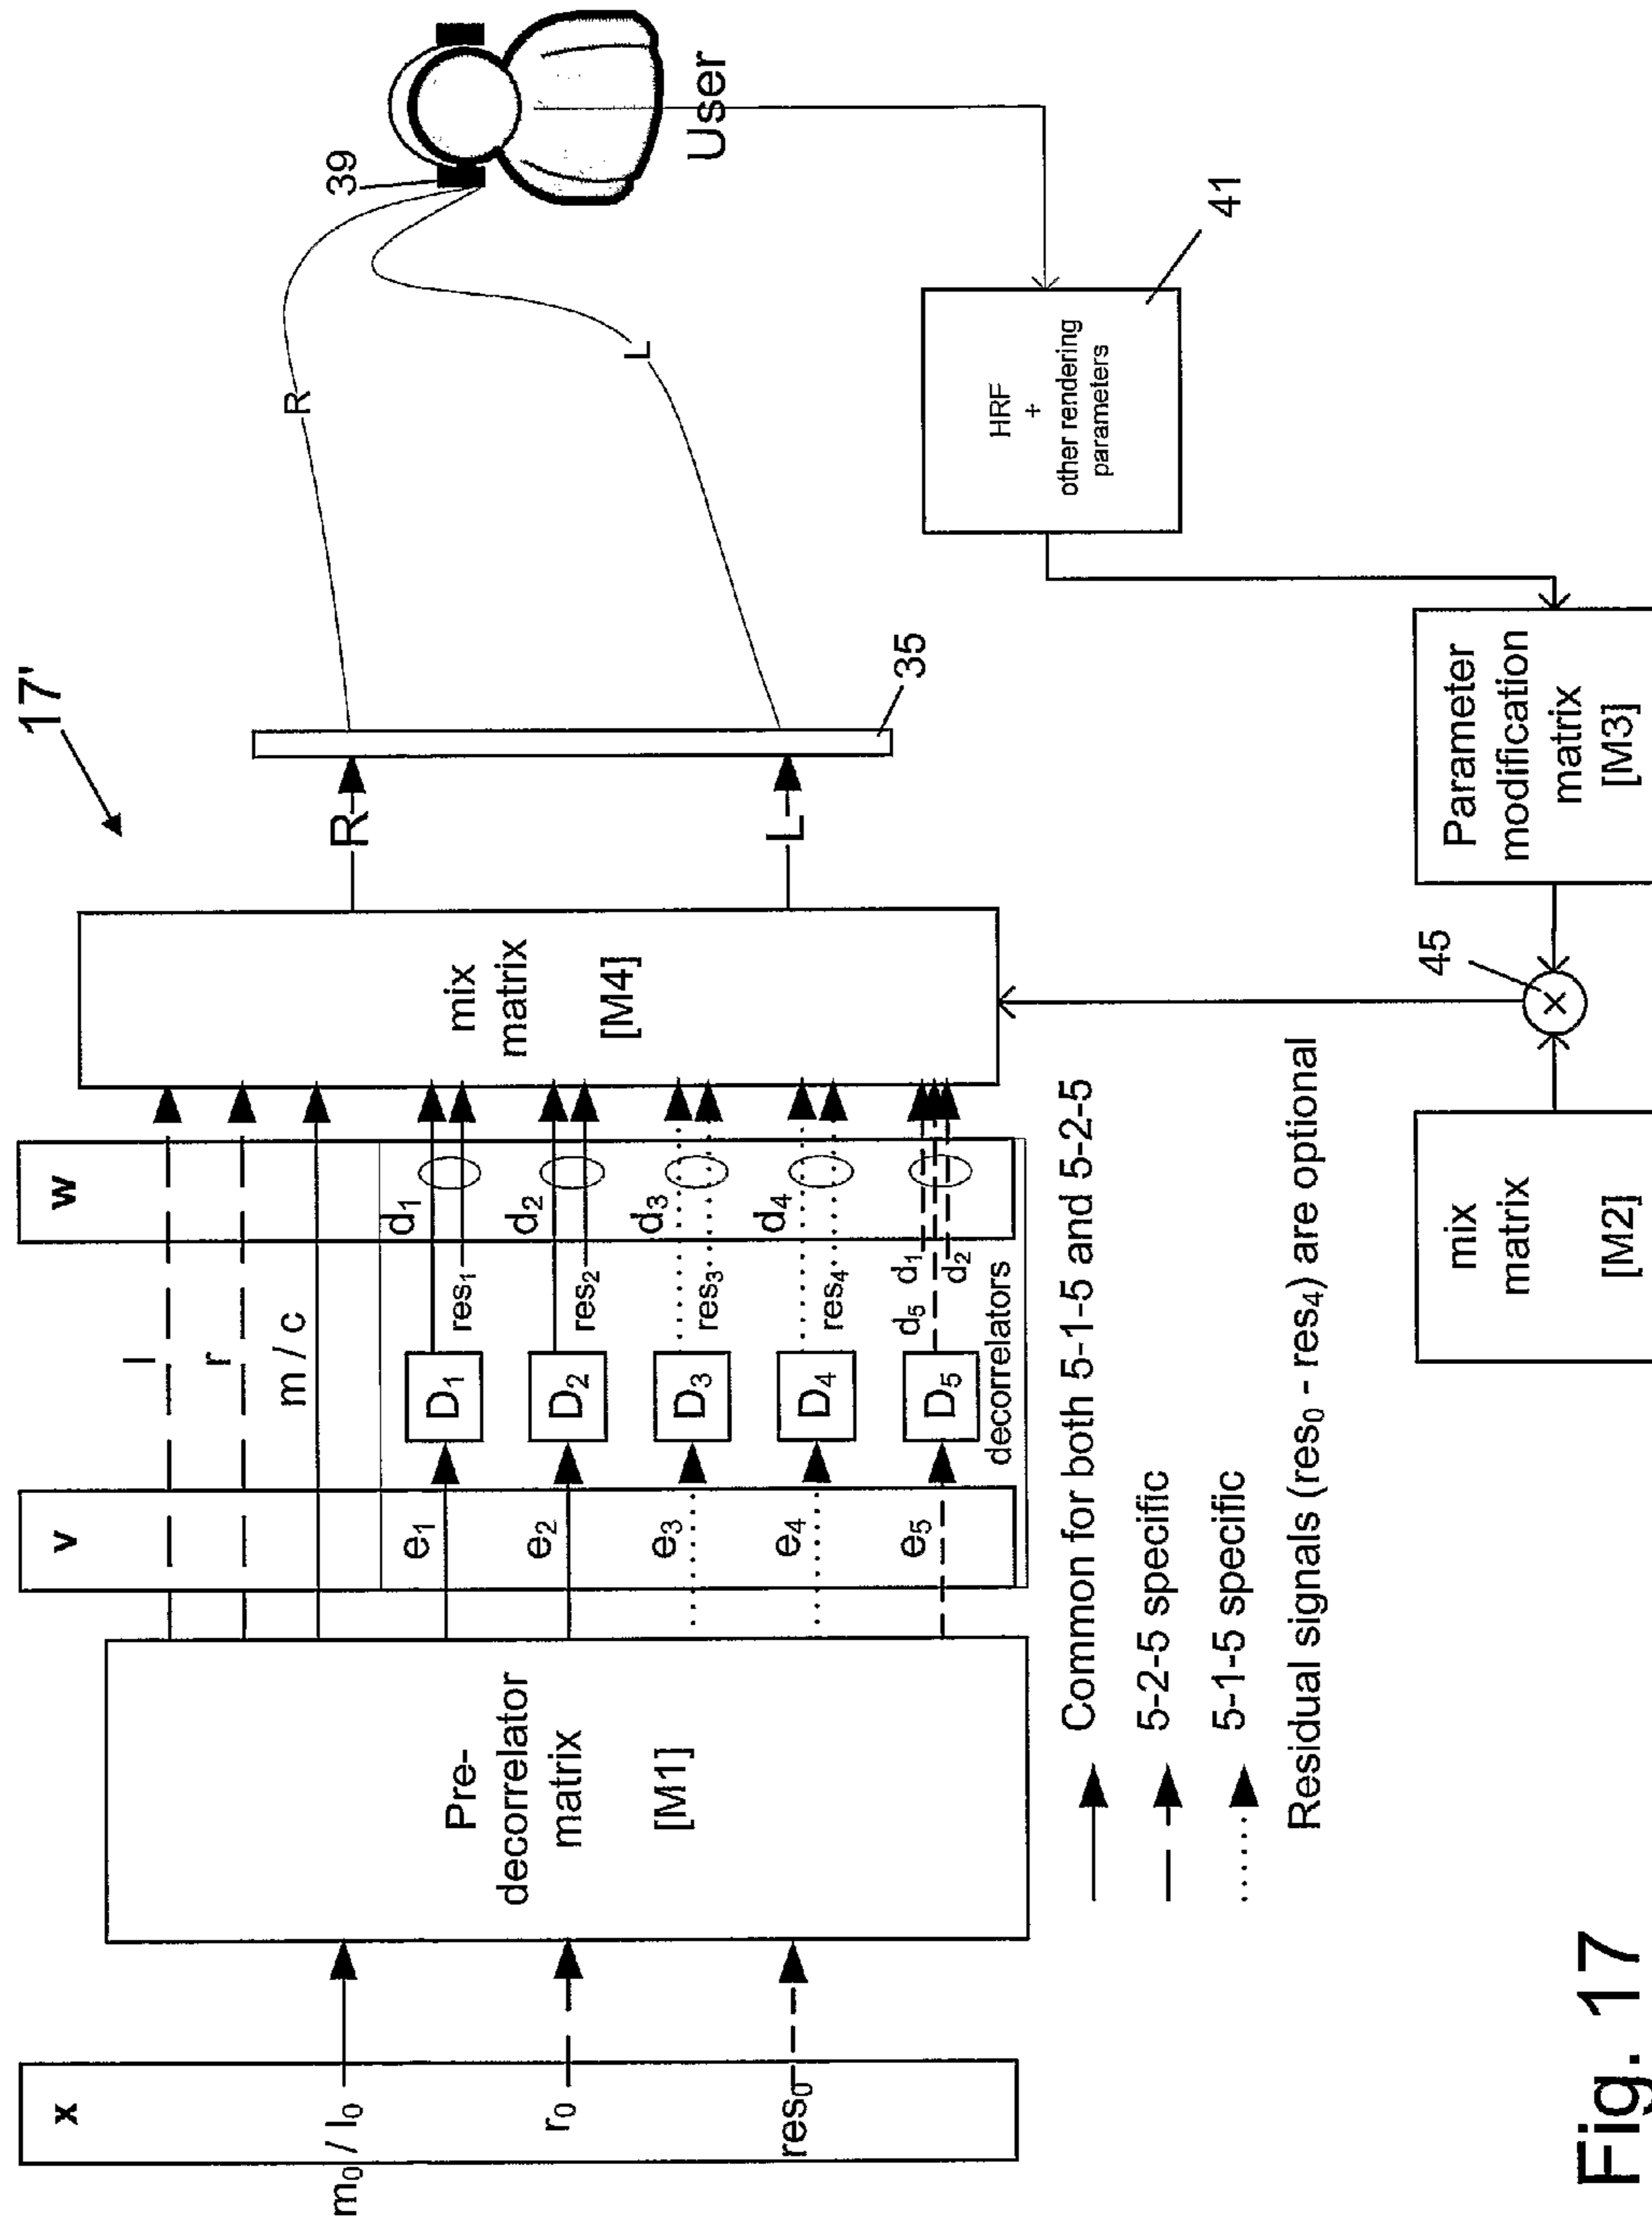 17'
x
m0 / l0
r0
res0
Pre-
decorrelator
matrix
[M1]
v
l
r
m / c
e1
e2
e3
e4
e5
D1
D2
D3
D4
D5
decorrelators
w
d1
res1
d2
res2
d3
res3
d4
res4
d5
d1
d2
mix
matrix
[M4]
R
L
35
R
L
39
User
HRF
+
other rendering
parameters
41
Parameter
modification
matrix
[M3]
45
×
mix
matrix
[M2]
Common for both 5-1-5 and 5-2-5
5-2-5 specific
5-1-5 specific
Residual signals (res0 - res4) are optional
Fig. 17